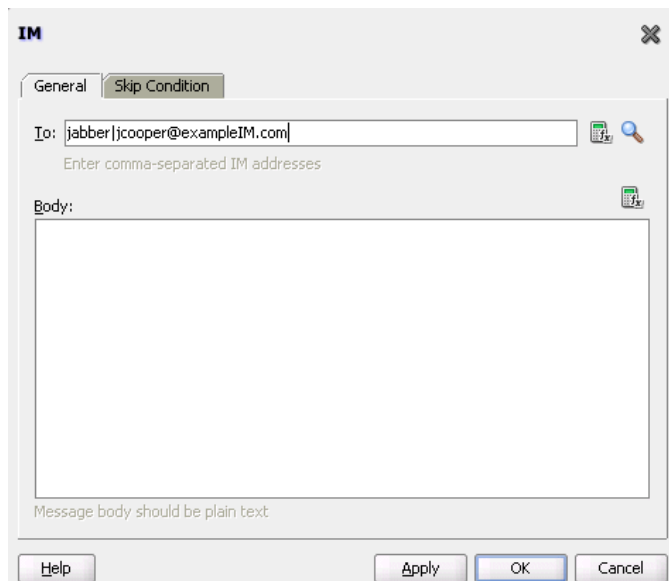 IM
General Skip Condition
To: jabber|jcooper@exampleIM.com
Enter comma-separated IM addresses
Body:
Message body should be plain text
Help Apply OK Cancel